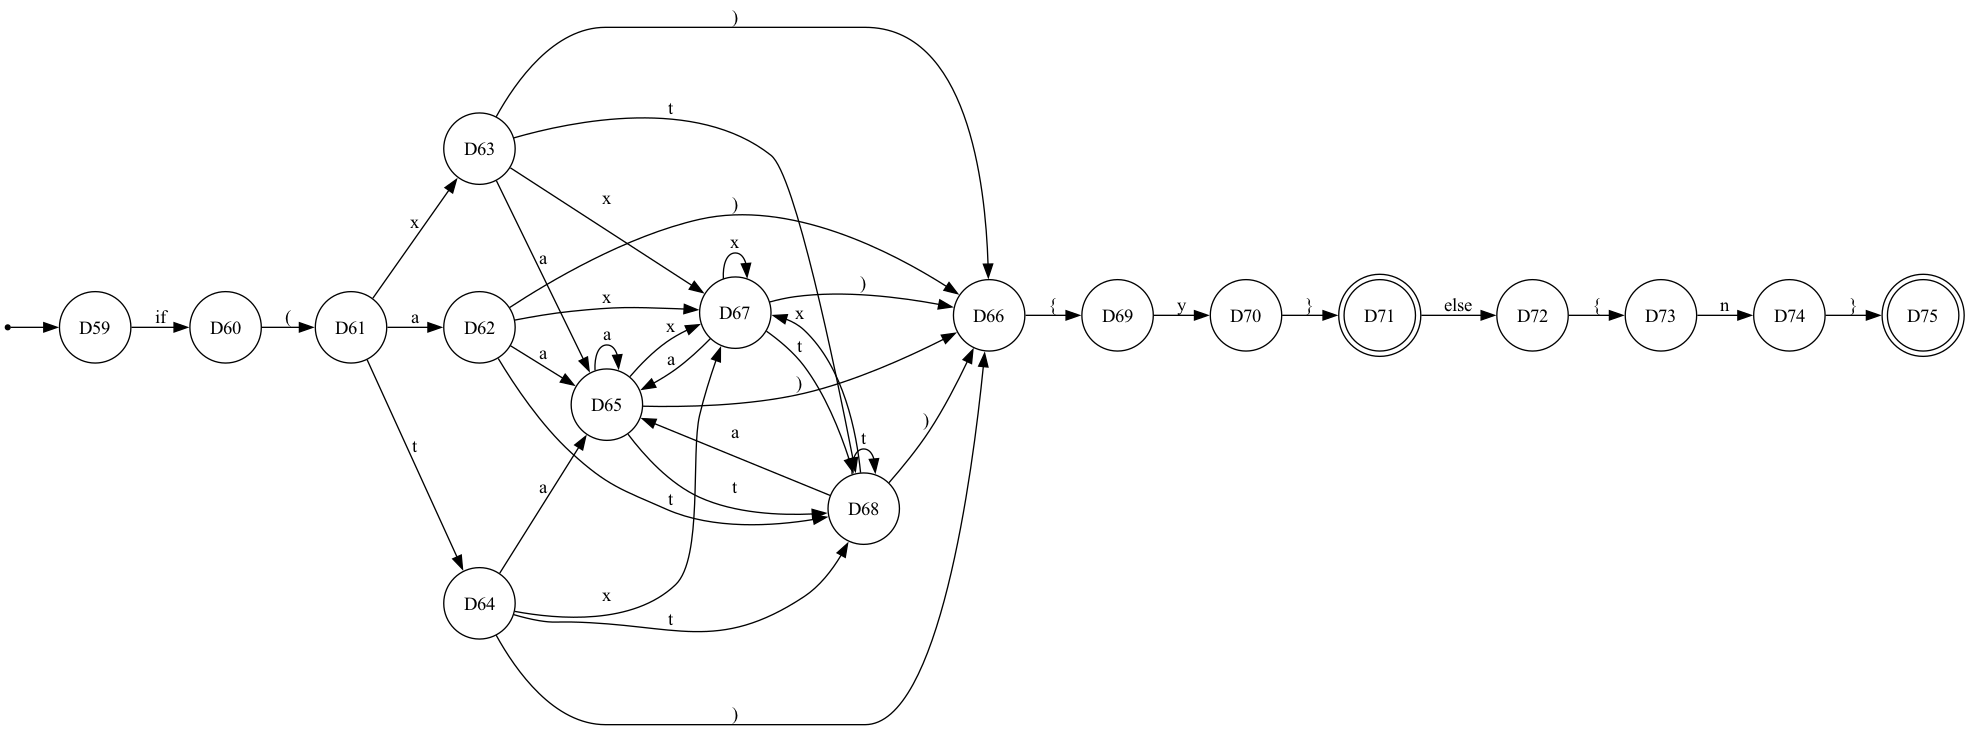 )
t
D63
x
)
x
a
x
)
D59
if
D60
(
D61
a
D62
x
D67
x
D66
{
D69
y
D70
}
D71
else
D72
{
D73
n
D74
}
D75
a
a
x
a
t
D65
)
t
a
)
t
a
t
t
D68
D64
x
t
)